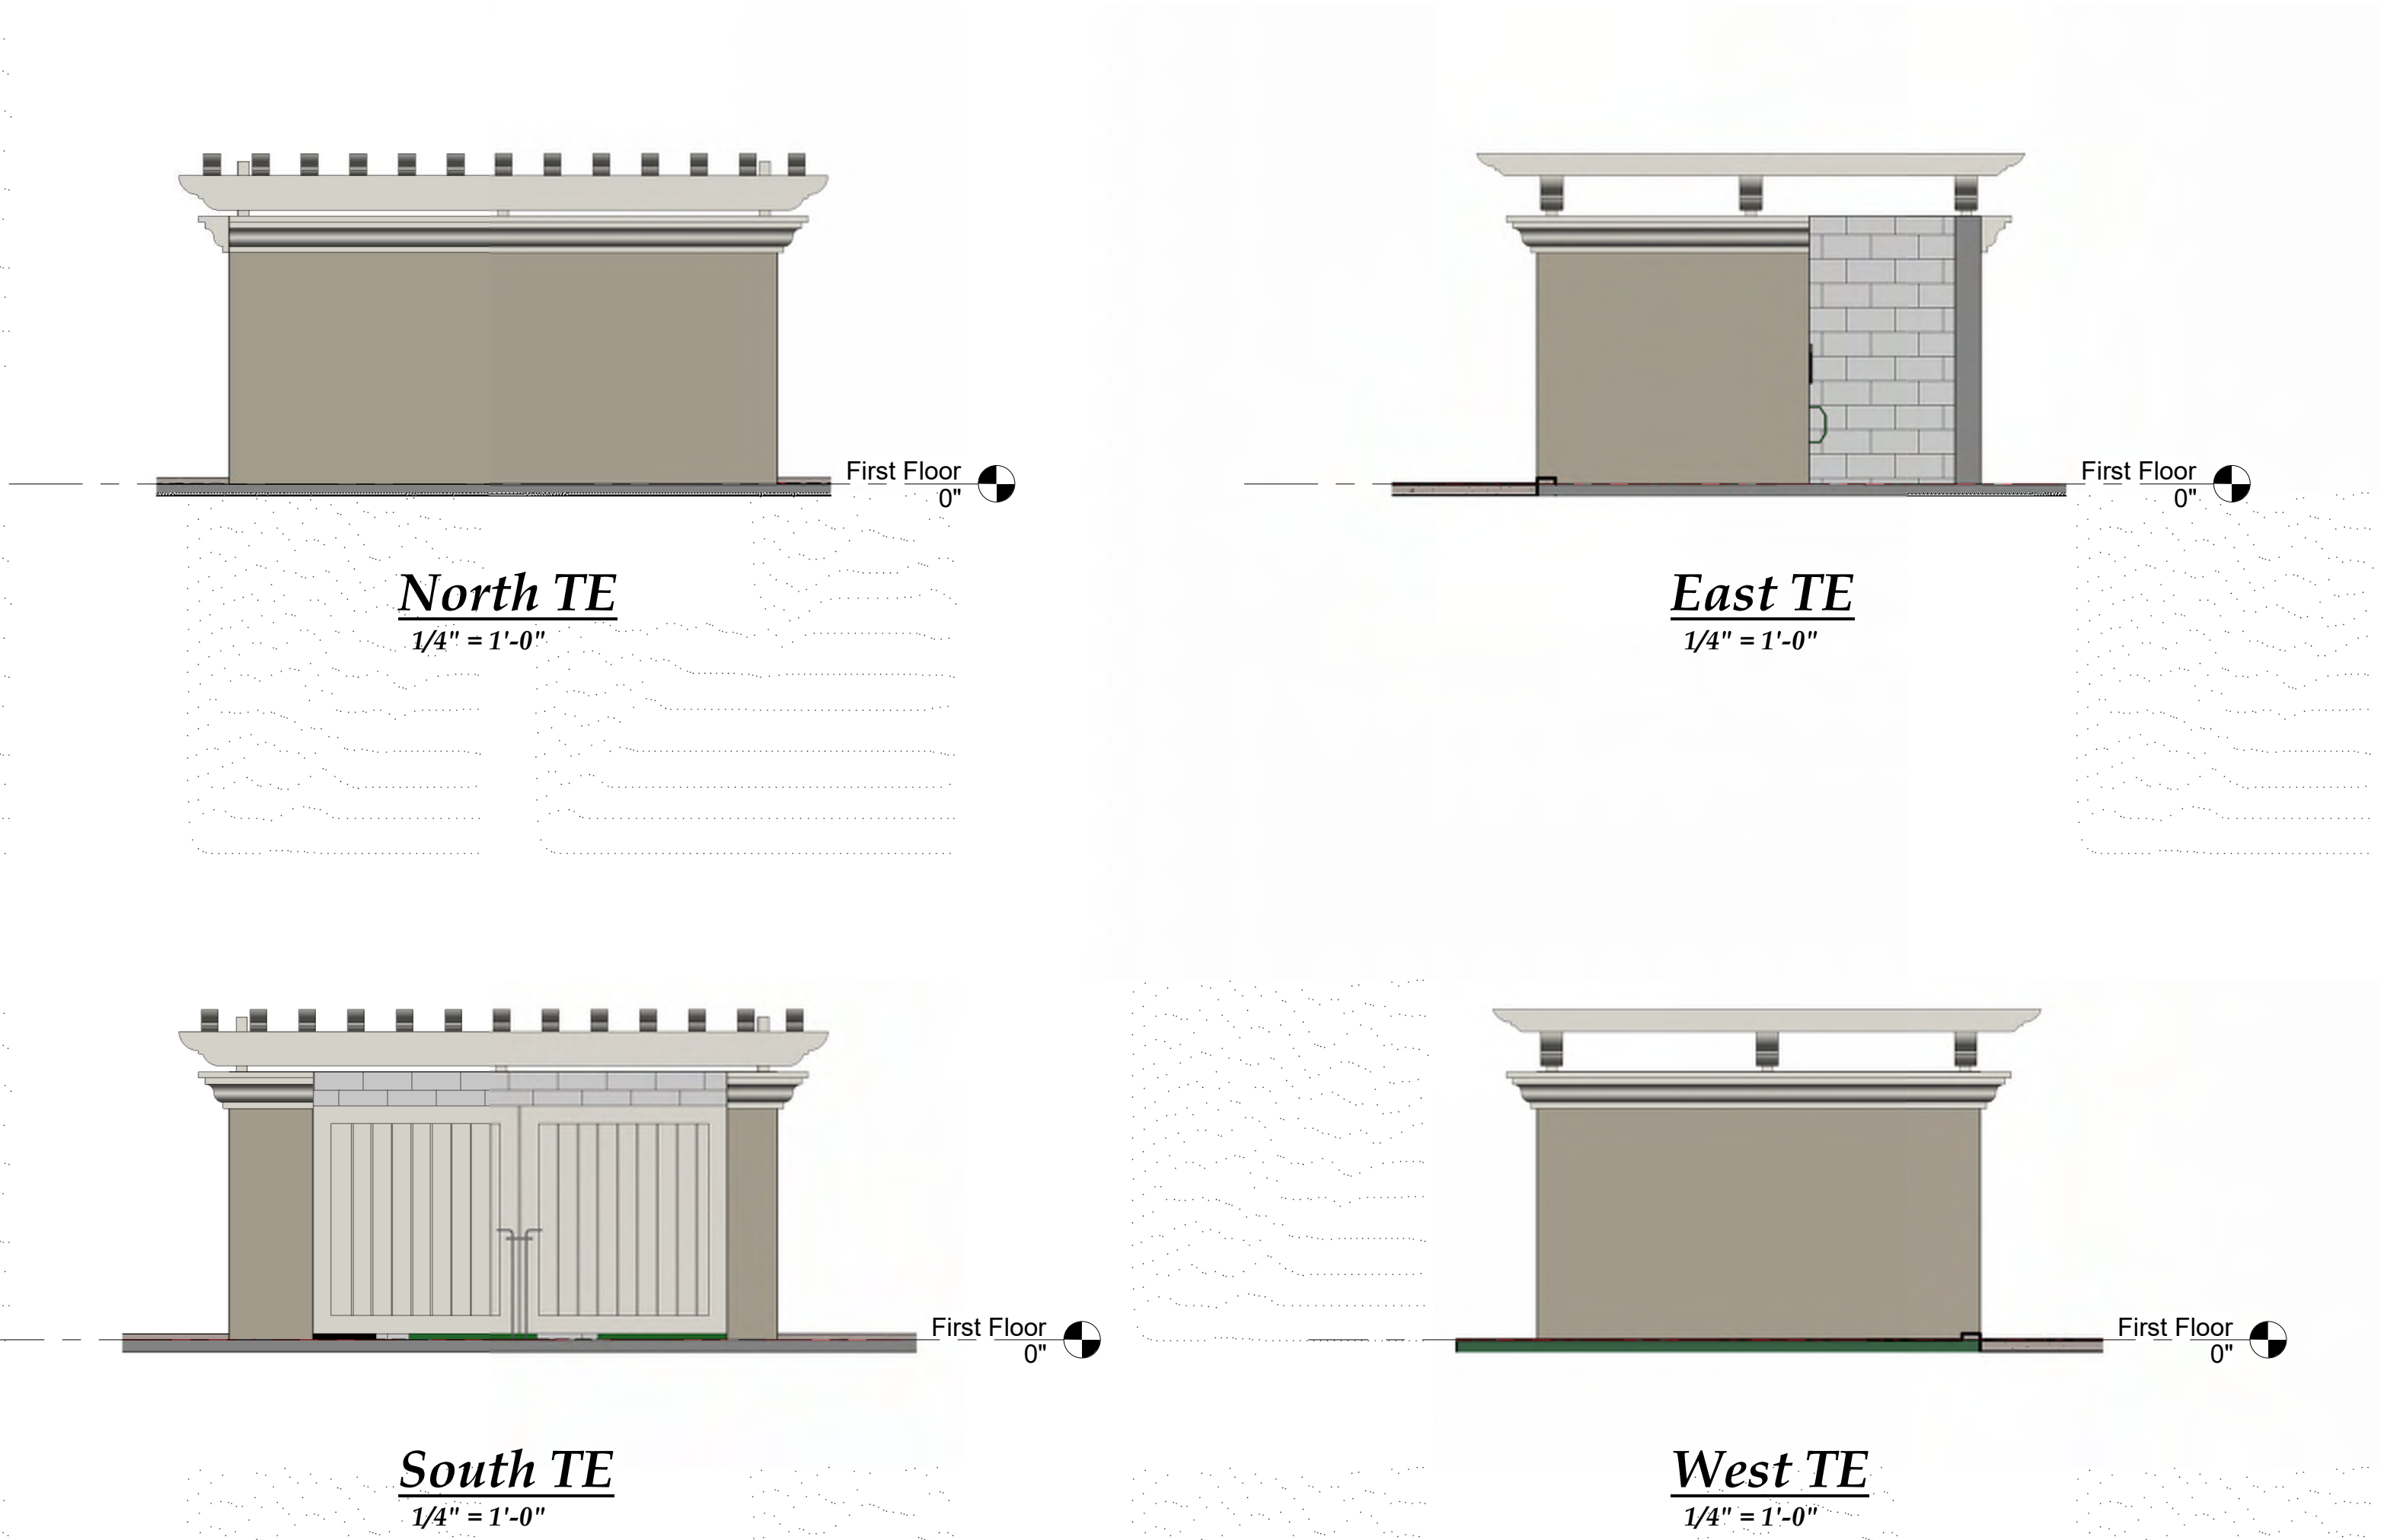 First Floor
0"
First Floor
0"
North TE
1/4" = 1'-0"
East TE
1/4" = 1'-0"
First Floor
0"
First Floor
0"
South TE
1/4" = 1'-0"
West TE
1/4" = 1'-0"